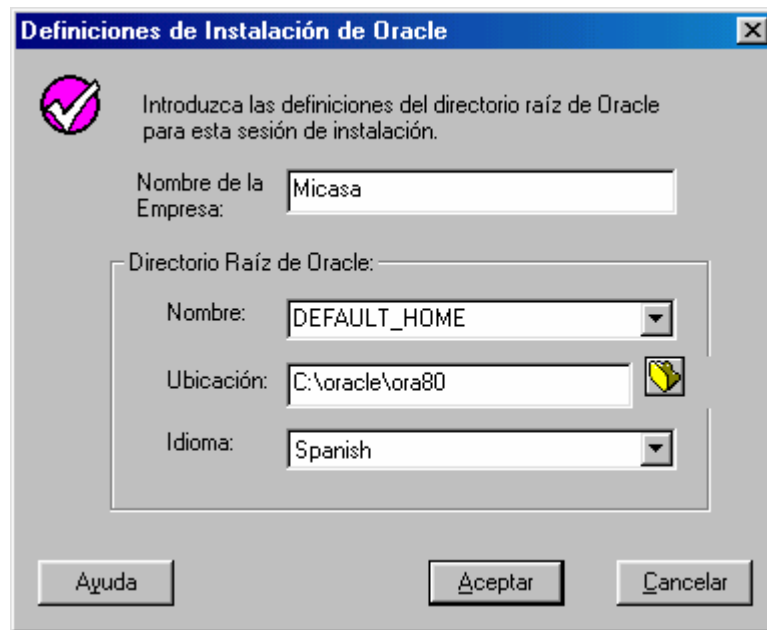 Definiciones de Instalación de Oracle
Introduzca las definiciones del directorio raíz de Oracle
para esta sesión de instalación.
Nombre de la
Empresa:
Micasa
Directorio Raíz de Oracle:
Nombre:
DEFAULT_HOME
Ubicación:
C:\oracle\ora80
Idioma:
Spanish
Ayuda
Aceptar
Cancelar